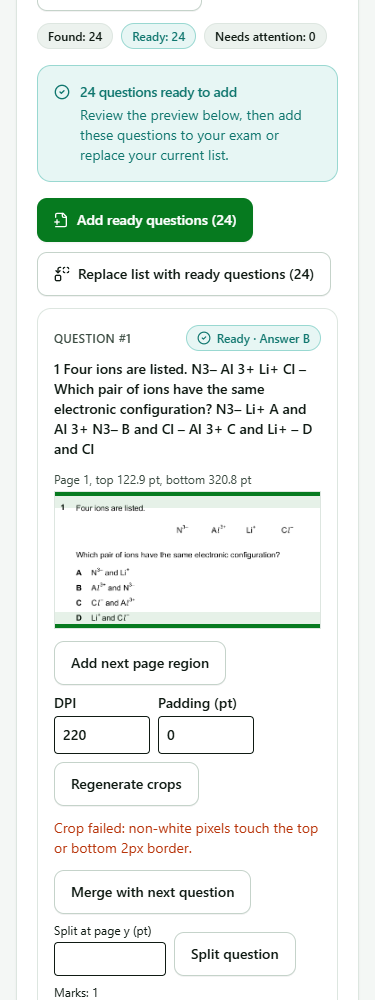 Found: 24
Ready: 24
Needs attention: 0
24 questions ready to add
Review the preview below, then add
these questions to your exam or
replace your current list.
Add ready questions (24)
Replace list with ready questions (24)
QUESTION #1
Ready · Answer B
1 Four ions are listed. N3– Al 3+ Li+ Cl –
Which pair of ions have the same
electronic configuration? N3– Li+ A and
Al 3+ N3– B and Cl – Al 3+ C and Li+ – D
and Cl
Page 1, top 122.9 pt, bottom 320.8 pt
1 Four ions are listed.
N³⁻ Al³⁺ Li⁺ Cl⁻
Which pair of ions have the same electronic configuration?
A N³⁻ and Li⁺
B Al³⁺ and N³⁻
C Cl⁻ and Al³⁺
D Li⁺ and Cl⁻
Add next page region
DPI
Padding (pt)
220
0
Regenerate crops
Crop failed: non-white pixels touch the top
or bottom 2px border.
Merge with next question
Split at page y (pt)
Split question
Marks: 1